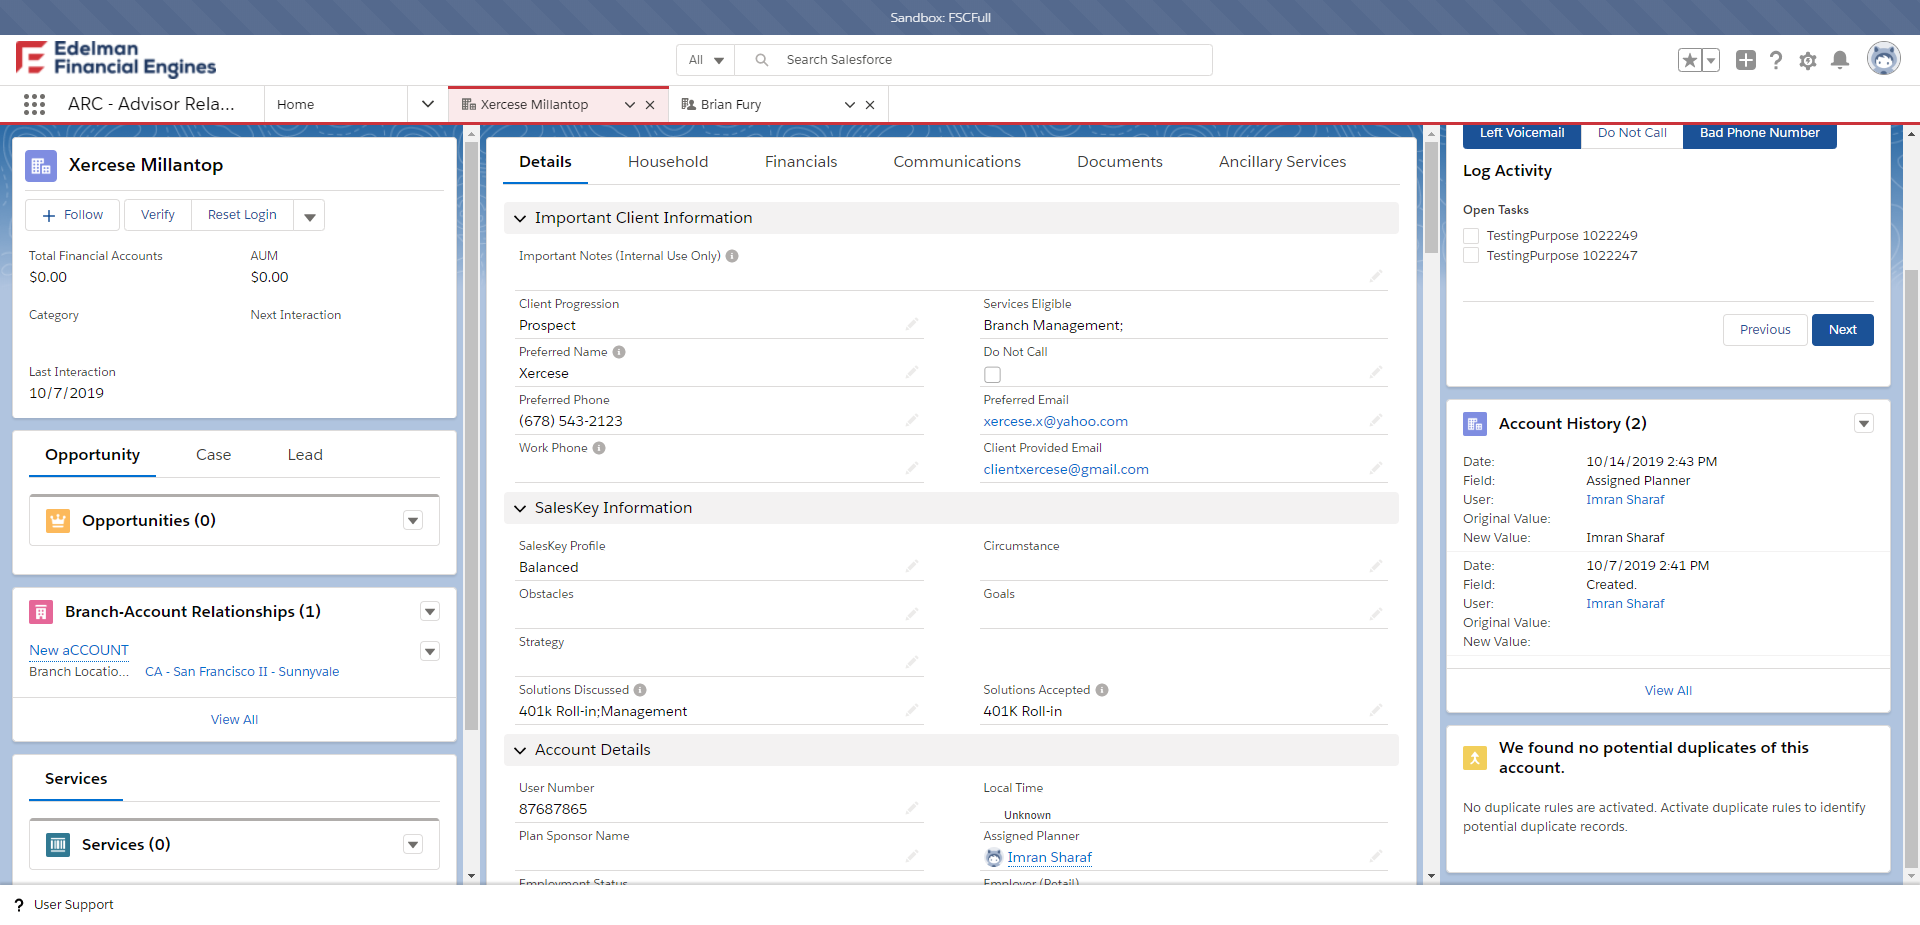 Sandbox: FSCFull
Edelman
Financial Engines
All
Search Salesforce
ARC - Advisor Rela...
Home
Xercese Millantop
Brian Fury
Xercese Millantop
Follow
Verify
Reset Login
Total Financial Accounts
AUM
$0.00
$0.00
Category
Next Interaction
Last Interaction
10/7/2019
Opportunity
Case
Lead
Opportunities (0)
Branch-Account Relationships (1)
New aCCOUNT
Branch Locatio...
CA - San Francisco II - Sunnyvale
View All
Services
Services (0)
Details
Household
Financials
Communications
Documents
Ancillary Services
Important Client Information
Important Notes (Internal Use Only)
Client Progression
Prospect
Services Eligible
Branch Management;
Preferred Name
Xercese
Do Not Call
Preferred Phone
(678) 543-2123
Preferred Email
xercese.x@yahoo.com
Work Phone
Client Provided Email
clientxercese@gmail.com
SalesKey Information
SalesKey Profile
Balanced
Circumstance
Obstacles
Goals
Strategy
Solutions Discussed
401k Roll-in;Management
Solutions Accepted
401K Roll-in
Account Details
User Number
87687865
Local Time
Unknown
Plan Sponsor Name
Assigned Planner
Imran Sharaf
Employment Status
Employer (Retail)
Left Voicemail
Do Not Call
Bad Phone Number
Log Activity
Open Tasks
TestingPurpose 1022249
TestingPurpose 1022247
Previous
Next
Account History (2)
Date: 10/14/2019 2:43 PM
Field: Assigned Planner
User: Imran Sharaf
Original Value:
New Value: Imran Sharaf
Date: 10/7/2019 2:41 PM
Field: Created.
User: Imran Sharaf
Original Value:
New Value:
View All
We found no potential duplicates of this
account.
No duplicate rules are activated. Activate duplicate rules to identify
potential duplicate records.
? User Support